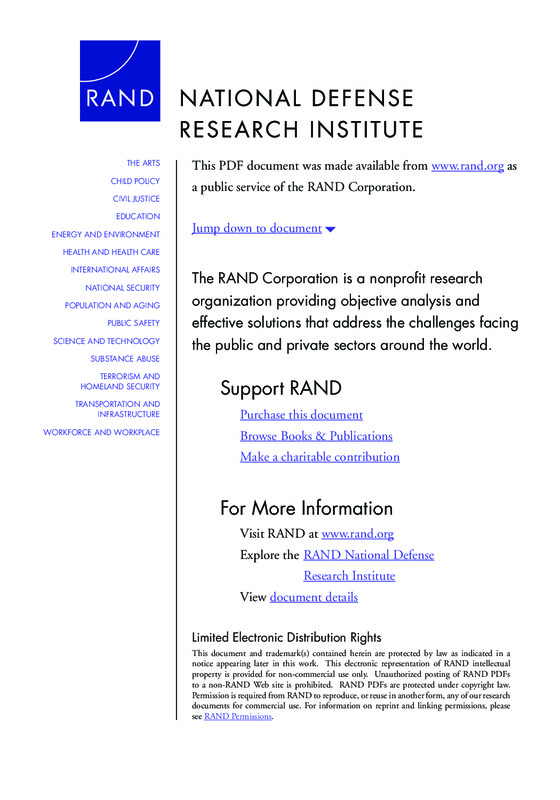 RAND
NATIONAL DEFENSE
RESEARCH INSTITUTE
THE ARTS
CHILD POLICY
CIVIL JUSTICE
EDUCATION
ENERGY AND ENVIRONMENT
HEALTH AND HEALTH CARE
INTERNATIONAL AFFAIRS
NATIONAL SECURITY
POPULATION AND AGING
PUBLIC SAFETY
SCIENCE AND TECHNOLOGY
SUBSTANCE ABUSE
TERRORISM AND
HOMELAND SECURITY
TRANSPORTATION AND
INFRASTRUCTURE
WORKFORCE AND WORKPLACE
This PDF document was made available from www.rand.org as
a public service of the RAND Corporation.
Jump down to document
The RAND Corporation is a nonprofit research
organization providing objective analysis and
effective solutions that address the challenges facing
the public and private sectors around the world.
Support RAND
Purchase this document
Browse Books & Publications
Make a charitable contribution
For More Information
Visit RAND at www.rand.org
Explore the RAND National Defense
Research Institute
View document details
Limited Electronic Distribution Rights
This document and trademark(s) contained herein are protected by law as indicated in a
notice appearing later in this work. This electronic representation of RAND intellectual
property is provided for non-commercial use only. Unauthorized posting of RAND PDFs
to a non-RAND Web site is prohibited. RAND PDFs are protected under copyright law.
Permission is required from RAND to reproduce, or reuse in another form, any of our research
documents for commercial use. For information on reprint and linking permissions, please
see RAND Permissions.